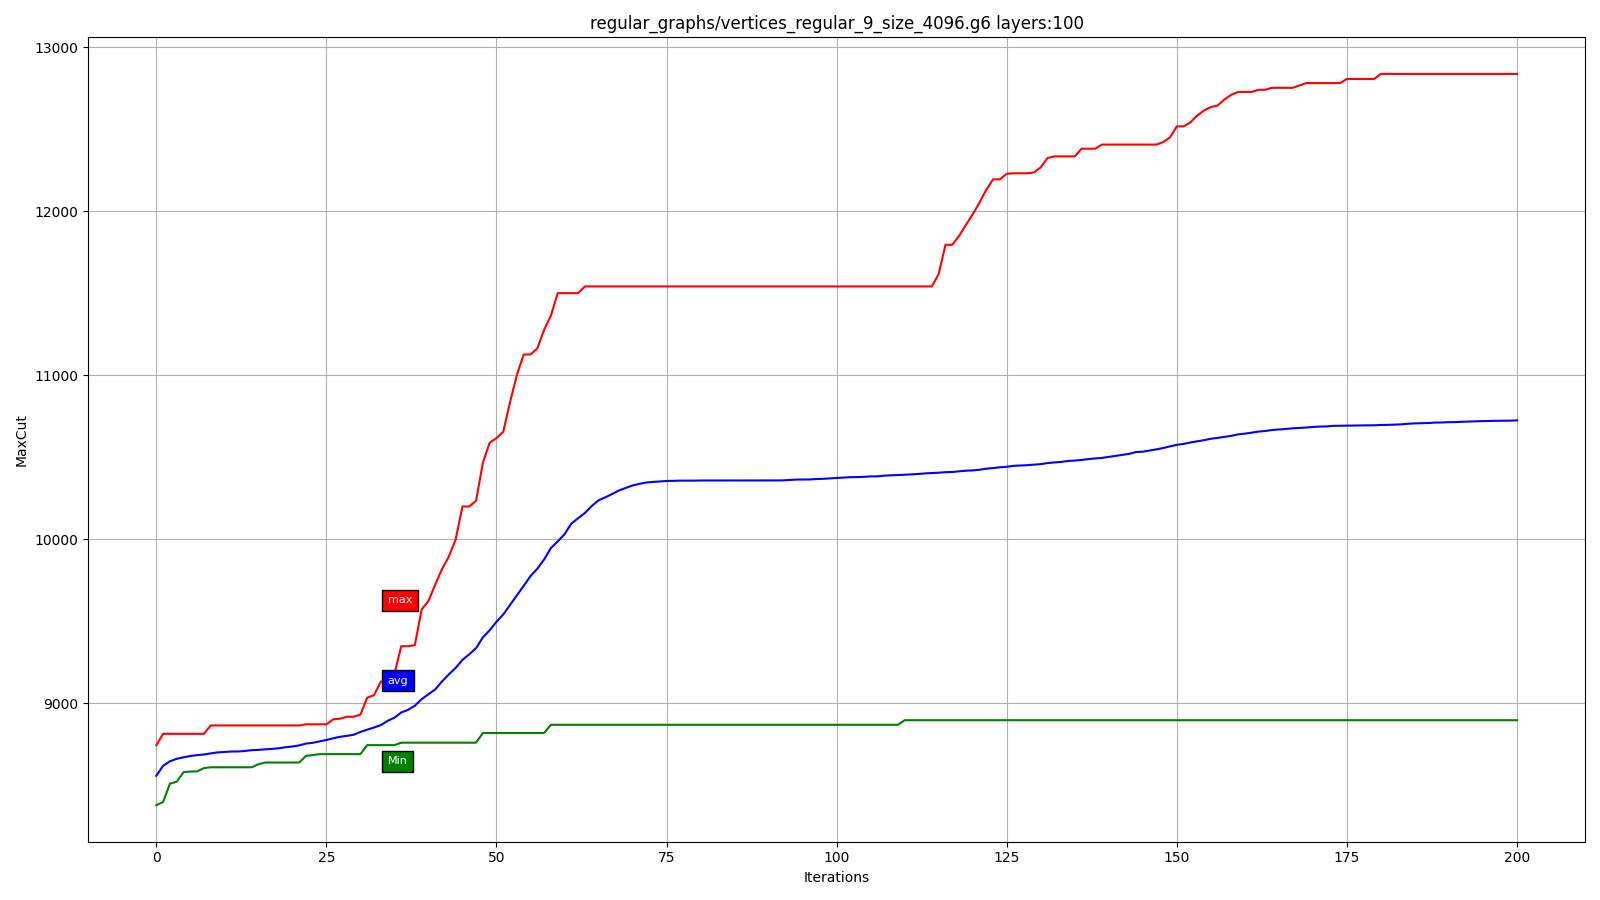 regular_graphs/vertices_regular_9_size_4096.g6 layers:100
13000
12000
11000
10000
9000
MaxCut
max
avg
Min
0 25 50 75 100 125 150 175 200
Iterations